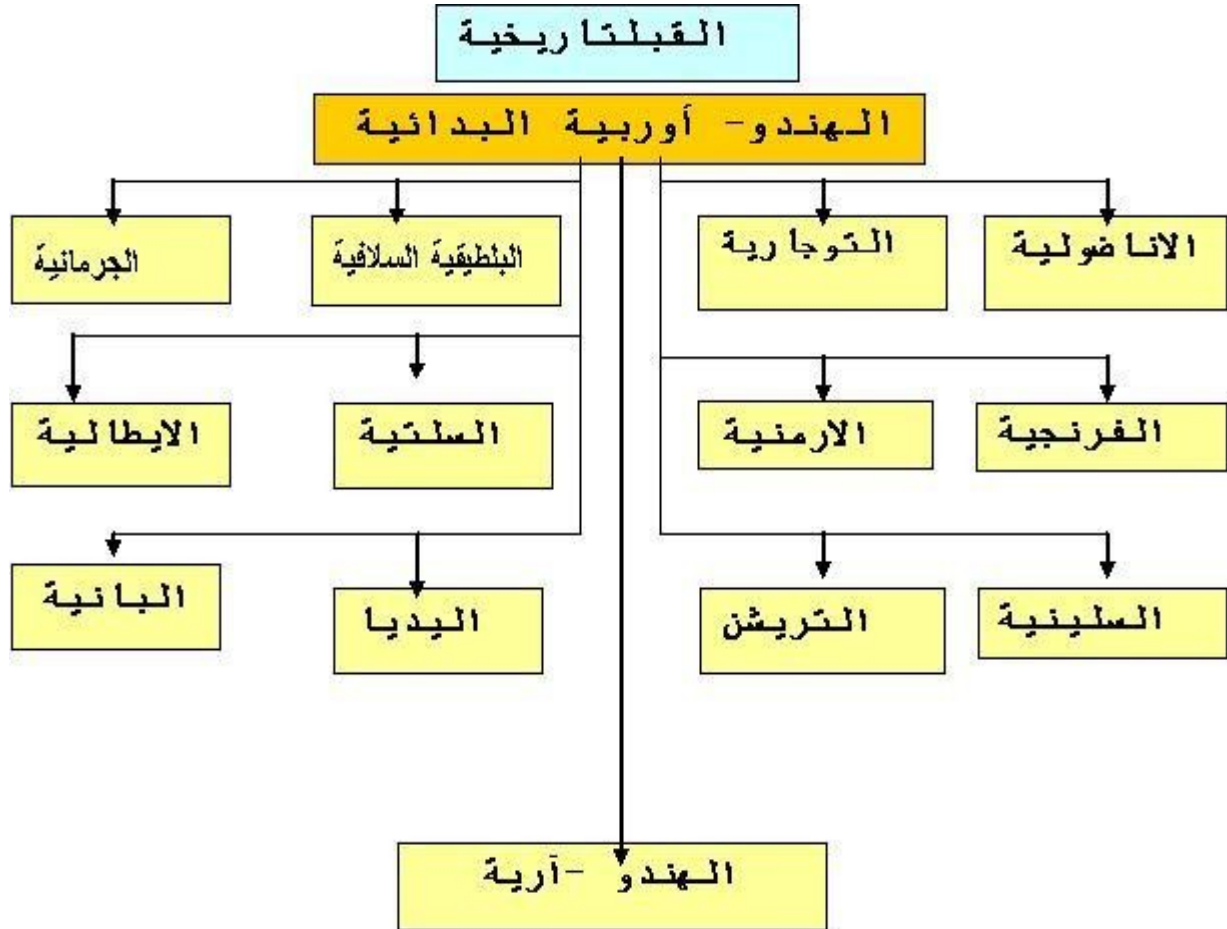 القبلتاريخية
الهندو- أوربية البدائية
الاناضولية
التوجارية
البلطيقية السلافية
الجرمانية
الفرنجية
الارمنية
السلتية
الايطالية
السلينية
التريشن
اليديا
البانية
الهندو -آرية